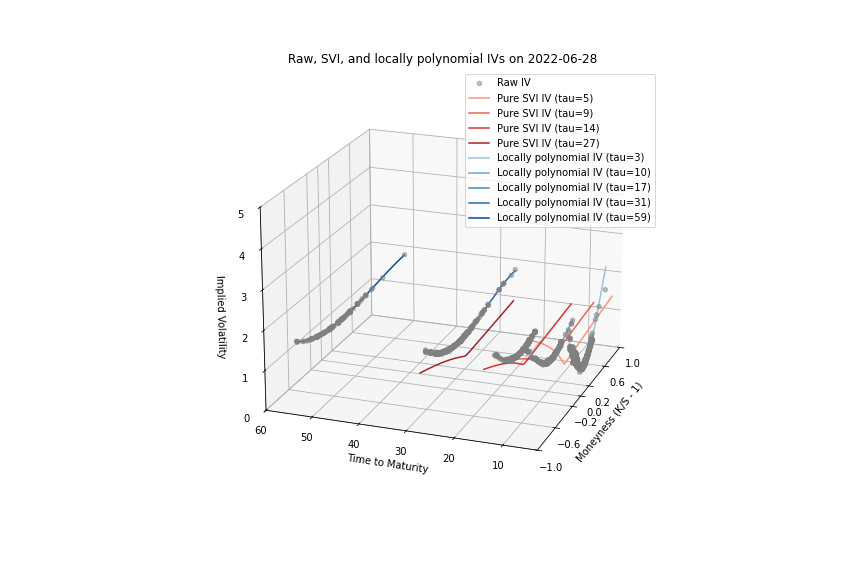 Raw, SVI, and locally polynomial IVs on 2022-06-28
Raw IV
Pure SVI IV (tau=5)
Pure SVI IV (tau=9)
Pure SVI IV (tau=14)
Pure SVI IV (tau=27)
Locally polynomial IV (tau=3)
Locally polynomial IV (tau=10)
Locally polynomial IV (tau=17)
Locally polynomial IV (tau=31)
Locally polynomial IV (tau=59)
5
4
3
2
1
0
Implied Volatility
60
50
40
30
20
10
Time to Maturity
1.0
0.6
0.2
0.0
−0.2
−0.6
−1.0
Moneyness (K/S - 1)